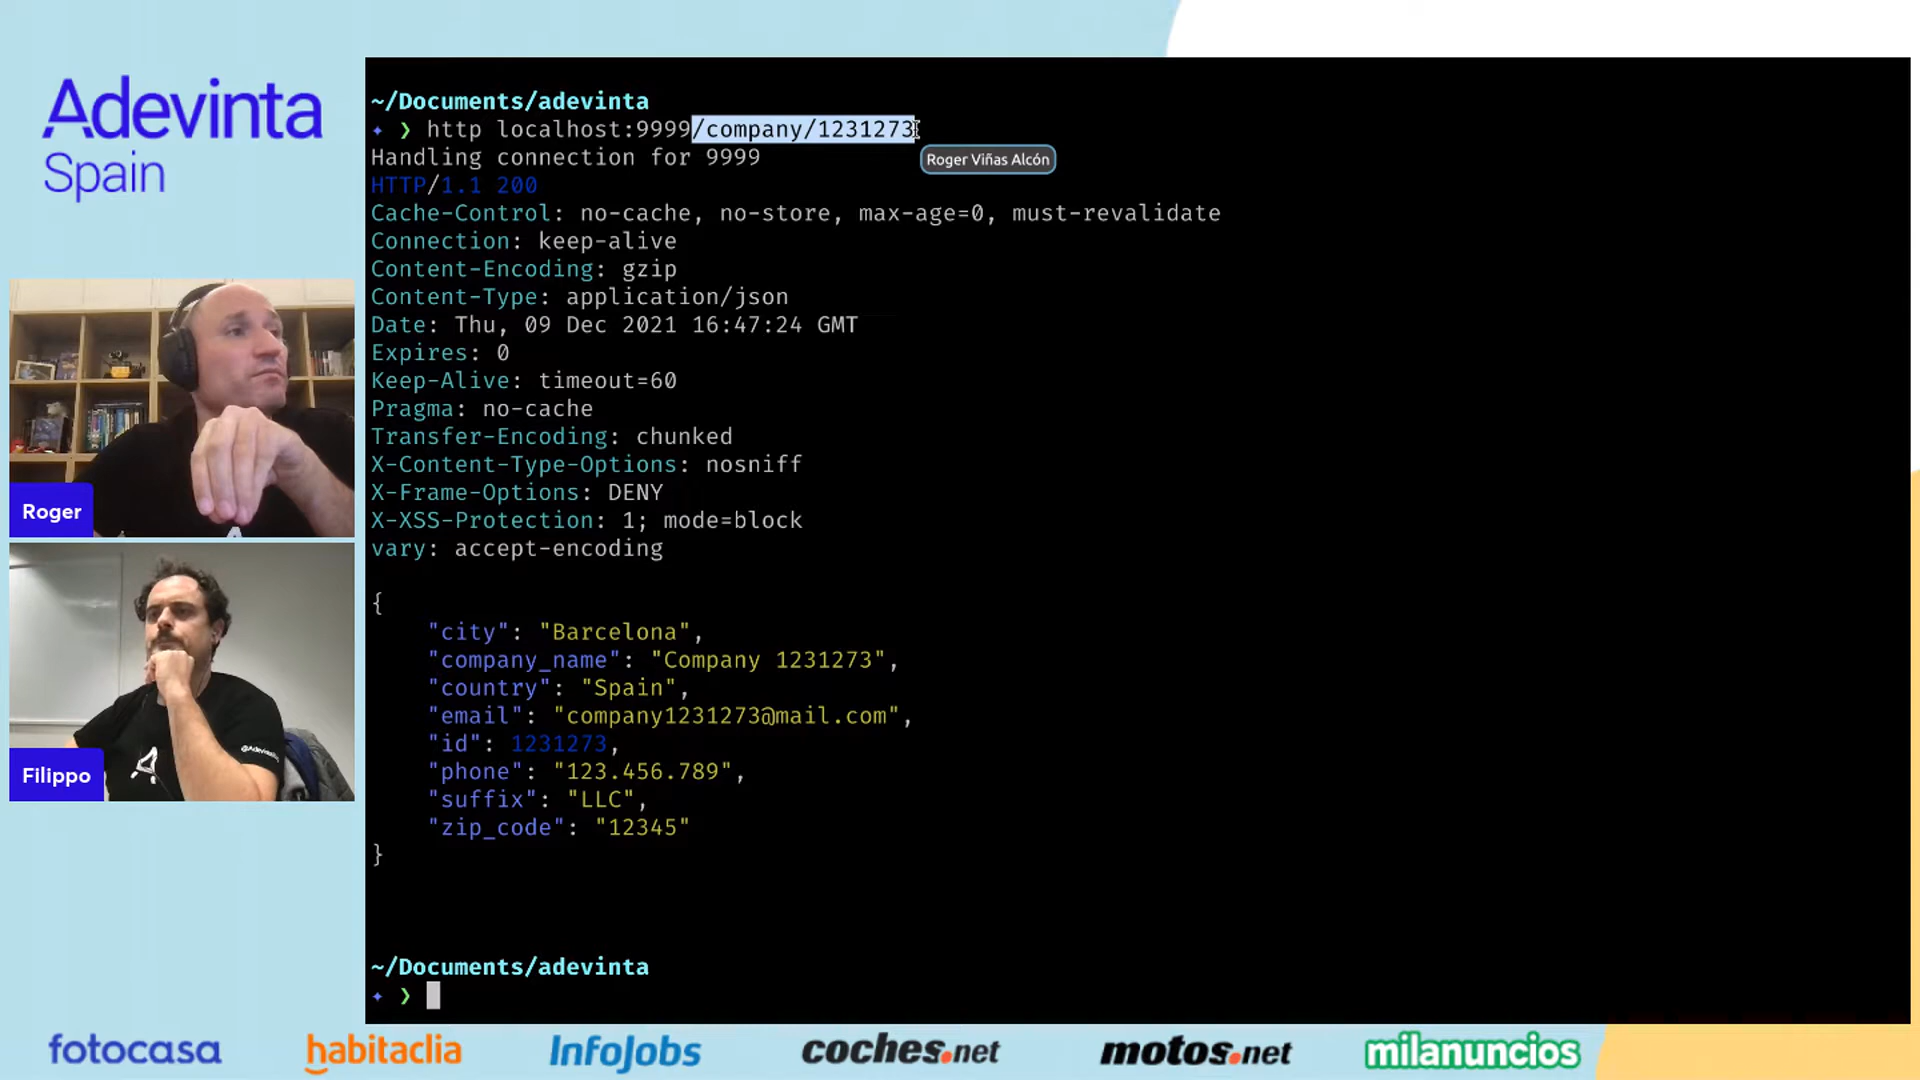 Adevinta
Spain
~/Documents/adevinta
❯ http localhost:9999/company/1231273
Roger Viñas Alcón
Handling connection for 9999
HTTP/1.1 200
Cache-Control: no-cache, no-store, max-age=0, must-revalidate
Connection: keep-alive
Content-Encoding: gzip
Content-Type: application/json
Date: Thu, 09 Dec 2021 16:47:24 GMT
Expires: 0
Keep-Alive: timeout=60
Pragma: no-cache
Transfer-Encoding: chunked
X-Content-Type-Options: nosniff
X-Frame-Options: DENY
X-XSS-Protection: 1; mode=block
vary: accept-encoding
{
"city": "Barcelona",
"company_name": "Company 1231273",
"country": "Spain",
"email": "company1231273@mail.com",
"id": 1231273,
"phone": "123.456.789",
"suffix": "LLC",
"zip_code": "12345"
}
~/Documents/adevinta
❯
Roger
Filippo
fotocasa
habitaclia
InfoJobs
coches.net
motos.net
milanuncios